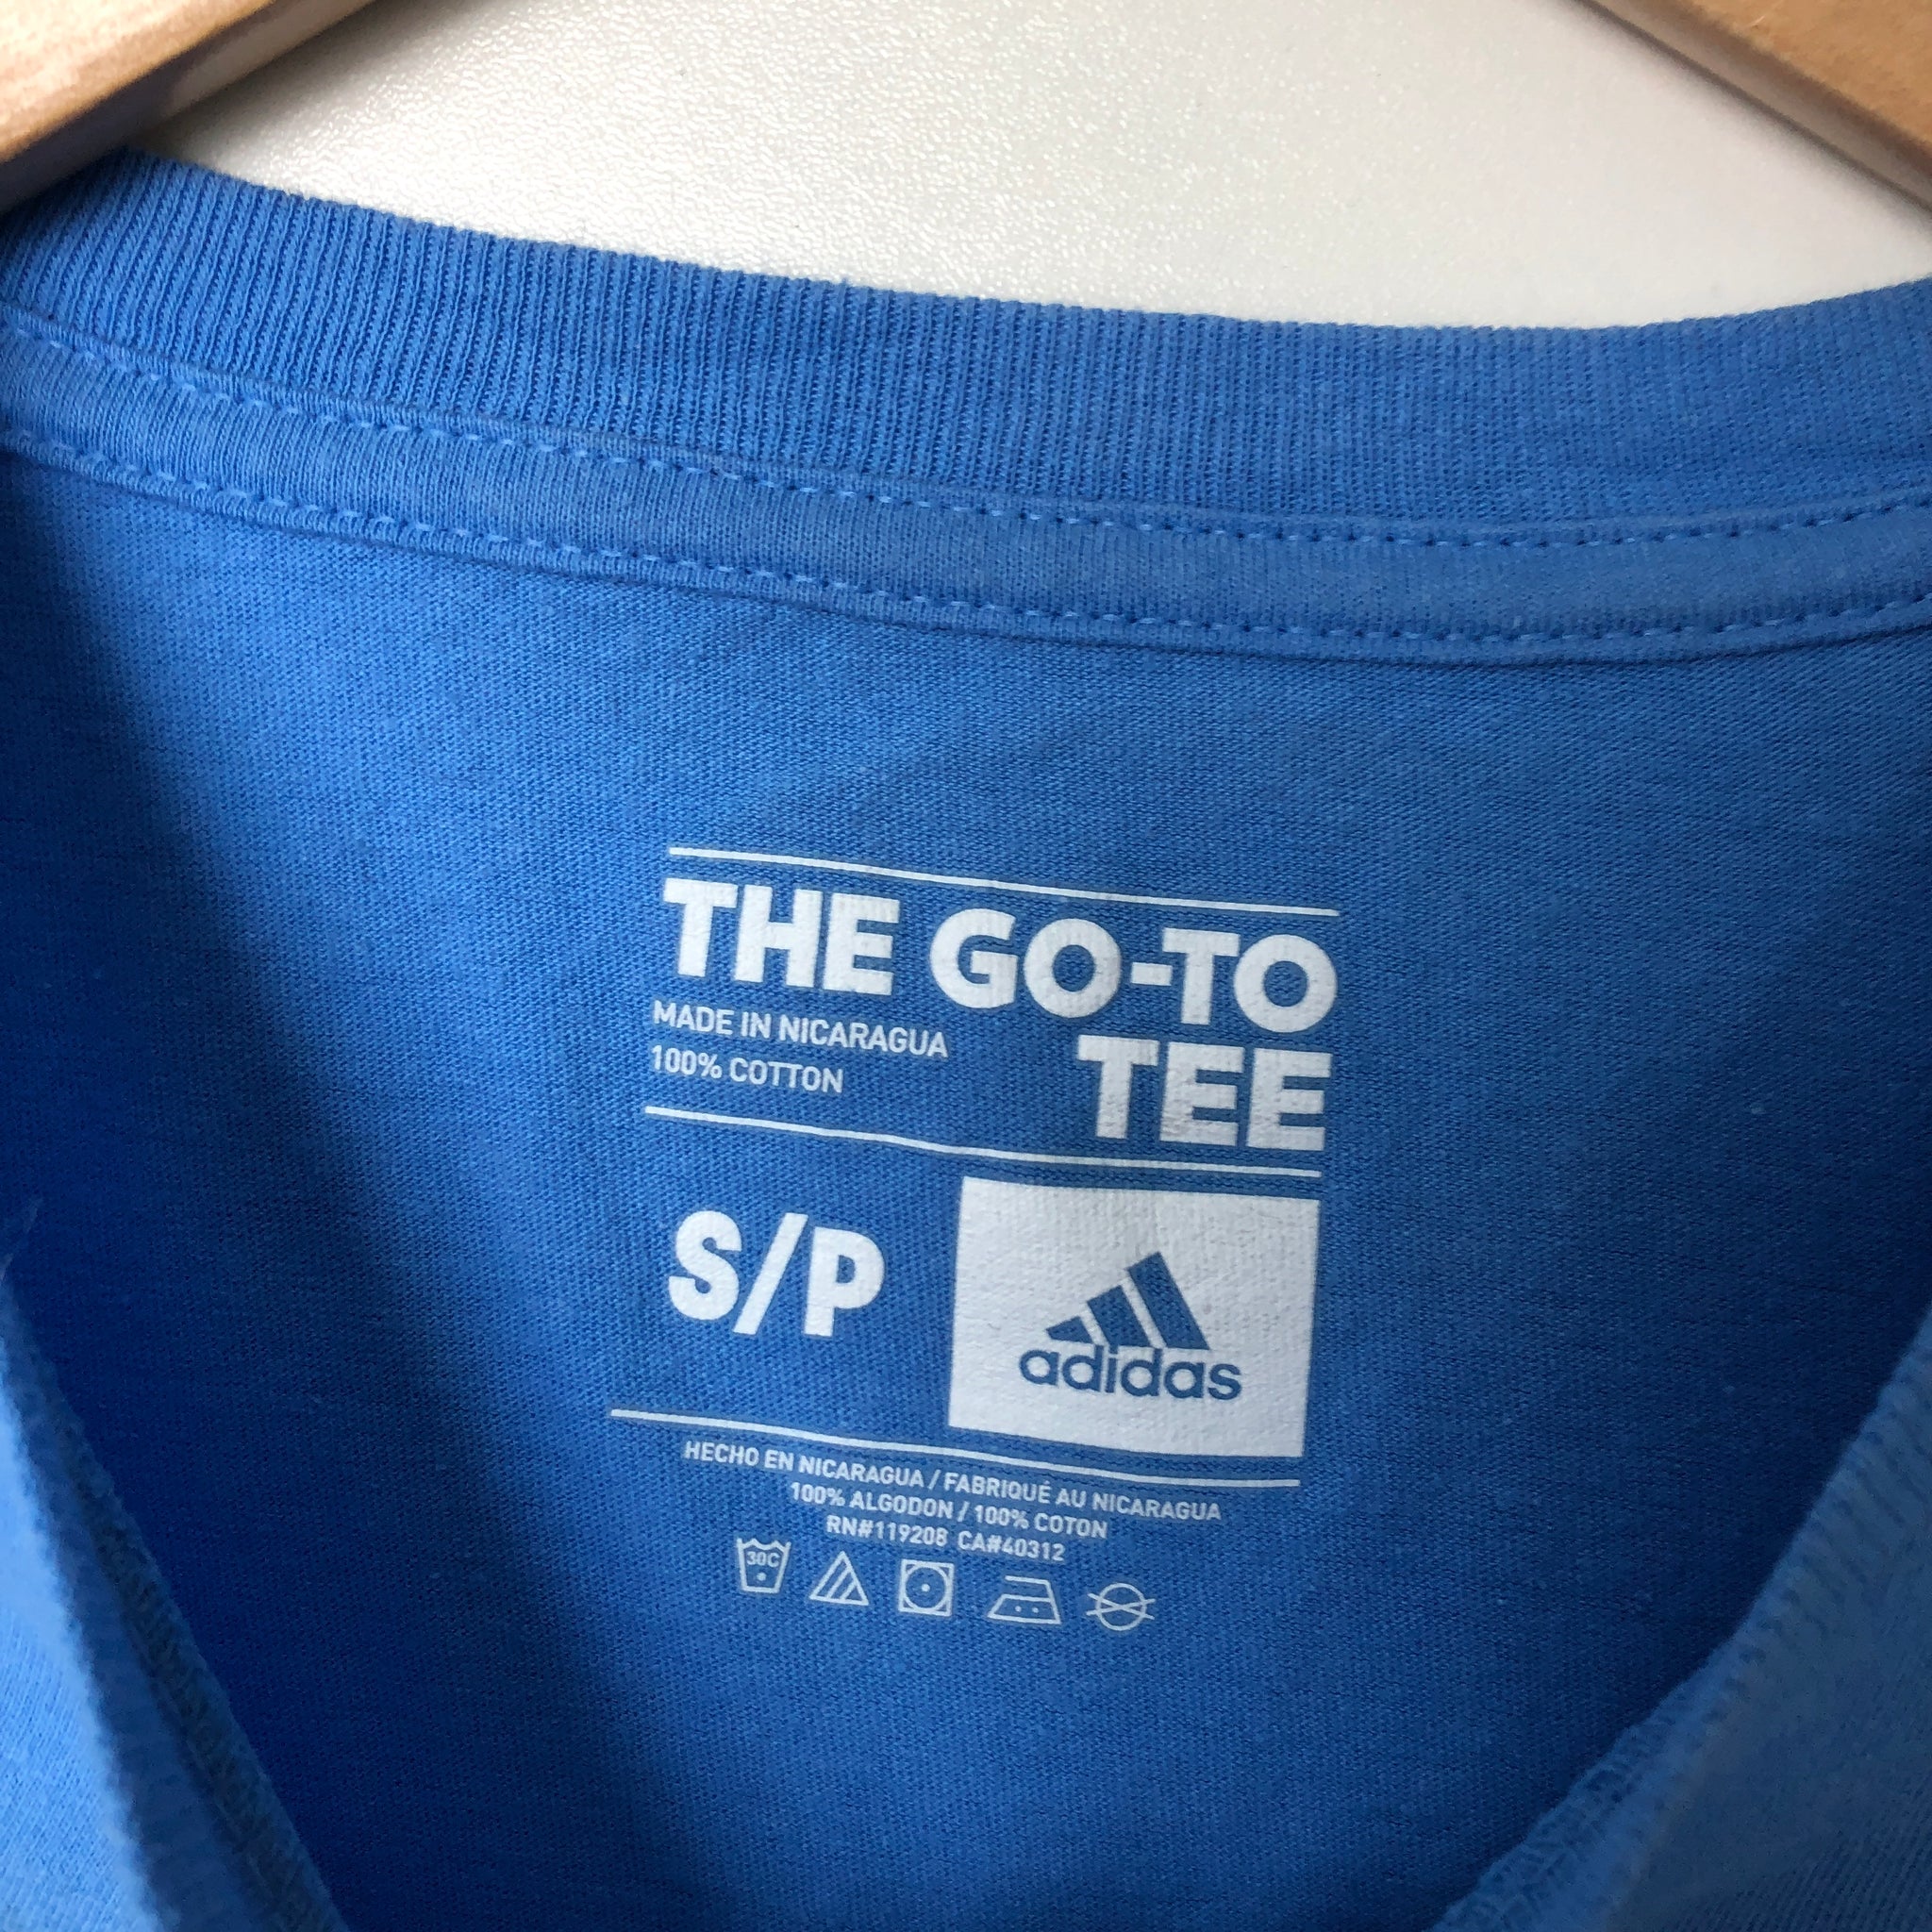 THE GO-TO
TEE
MADE IN NICARAGUA
100% COTTON
S/P
adidas
HECHO EN NICARAGUA / FABRIQUÉ AU NICARAGUA
100% ALGODON / 100% COTON
RN#119208 CA#40312
30C